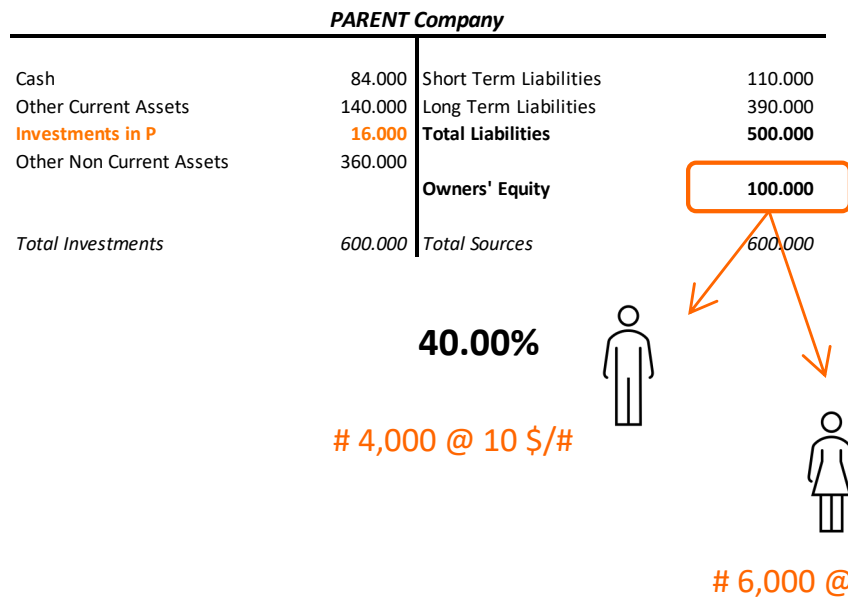 PARENT Company
Cash 84.000 Short Term Liabilities 110.000
Other Current Assets 140.000 Long Term Liabilities 390.000
Investments in P 16.000 Total Liabilities 500.000
Other Non Current Assets 360.000
Owners' Equity 100.000
Total Investments 600.000 Total Sources 600.000
40.00%
# 4,000 @ 10 $/#
# 6,000 @